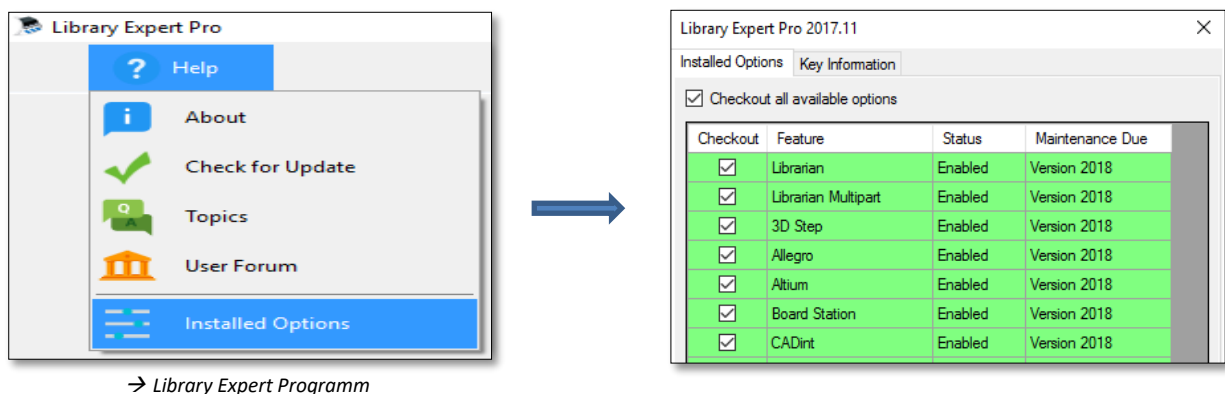 Library Expert Pro
? Help
i About
Check for Update
Q A Topics
User Forum
Installed Options
→ Library Expert Programm
Library Expert Pro 2017.11
Installed Options Key Information
Checkout all available options
Checkout Feature Status Maintenance Due
Librarian Enabled Version 2018
Librarian Multipart Enabled Version 2018
3D Step Enabled Version 2018
Allegro Enabled Version 2018
Altium Enabled Version 2018
Board Station Enabled Version 2018
CADint Enabled Version 2018